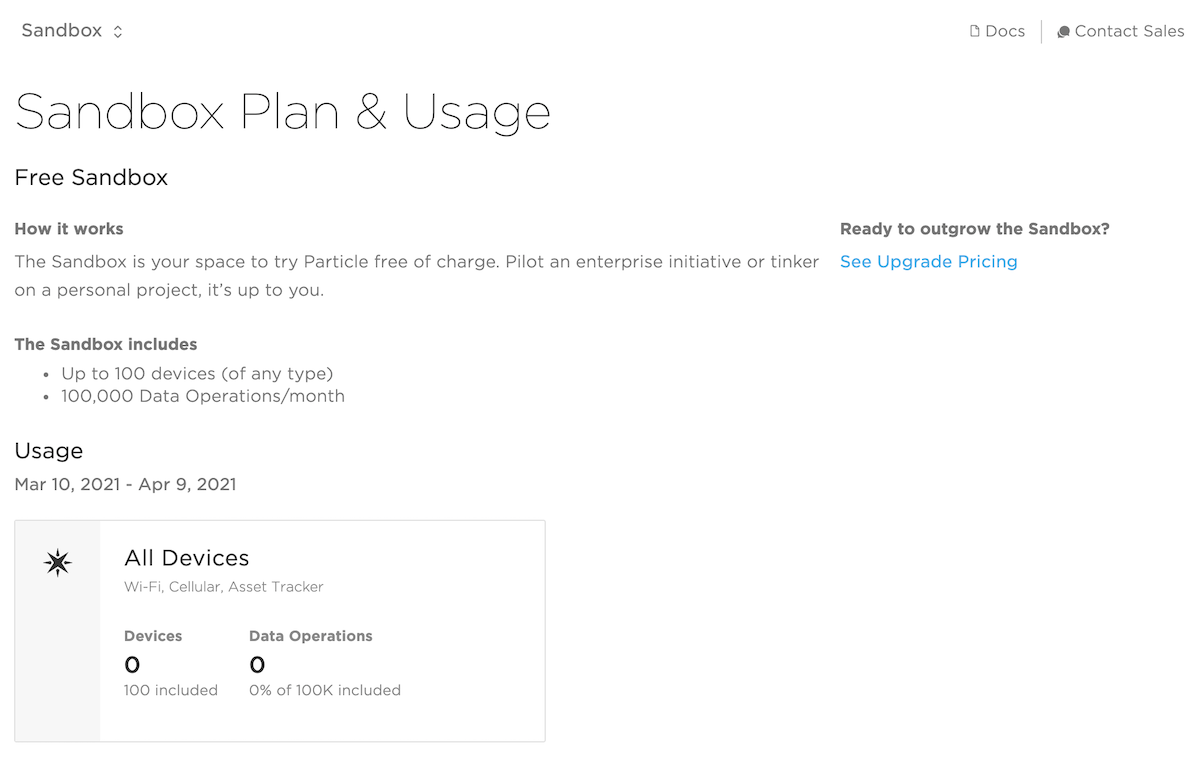 Sandbox
Docs
Contact Sales
Sandbox Plan & Usage
Free Sandbox
How it works
The Sandbox is your space to try Particle free of charge. Pilot an enterprise initiative or tinker
on a personal project, it’s up to you.
Ready to outgrow the Sandbox?
See Upgrade Pricing
The Sandbox includes
• Up to 100 devices (of any type)
• 100,000 Data Operations/month
Usage
Mar 10, 2021 - Apr 9, 2021
All Devices
Wi-Fi, Cellular, Asset Tracker
Devices
0
100 included
Data Operations
0
0% of 100K included